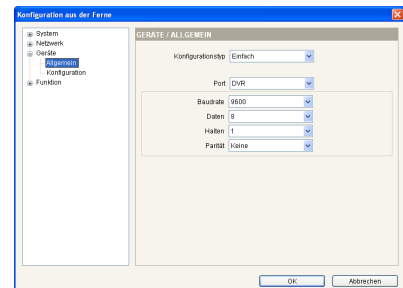 Konfiguration aus der Ferne
System
Netzwerk
Geräte
Allgemein
Konfiguration
Funktion
GERÄTE / ALLGEMEIN
Konfigurationstyp Einfach
Port DVR
Baudrate 9600
Daten 8
Halten 1
Parität Keine
OK Abbrechen